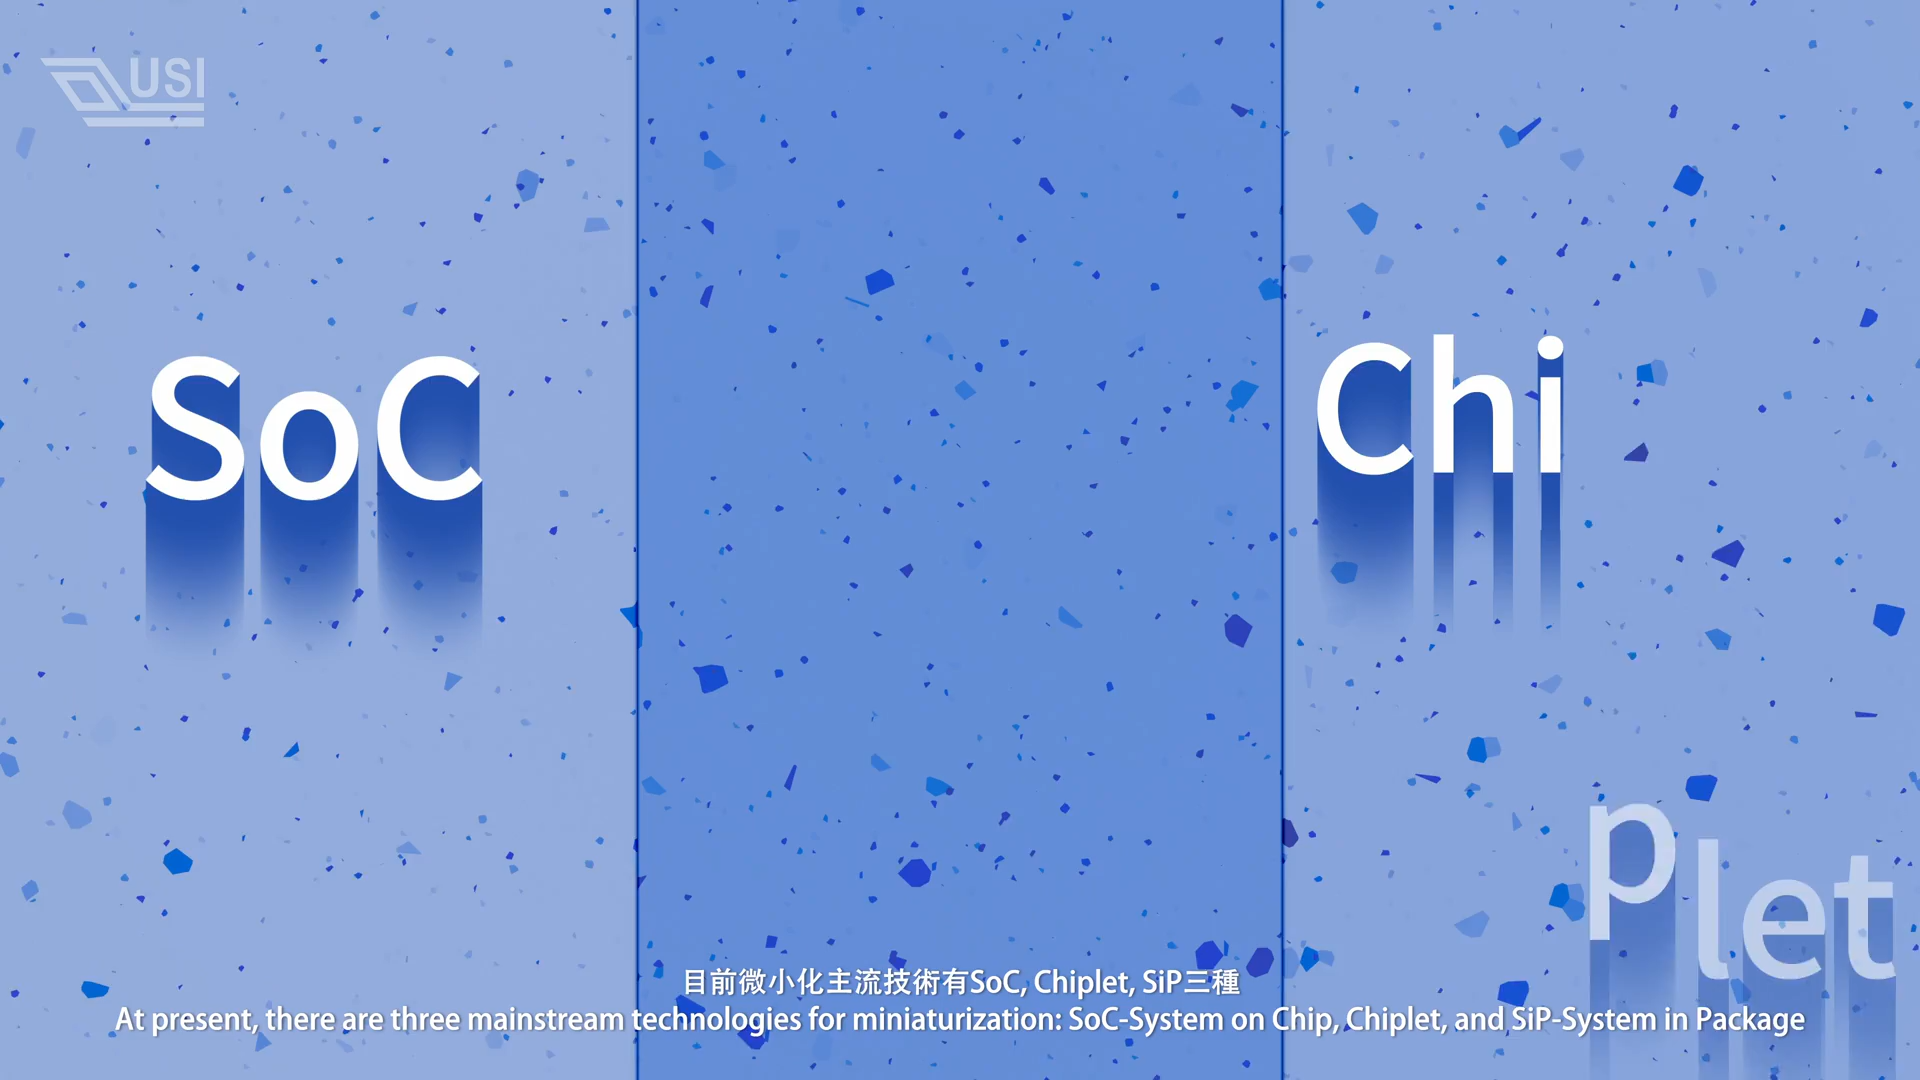 USI
SoC
Chiplet
目前微小化主流技術有SoC, Chiplet, SiP三種
At present, there are three mainstream technologies for miniaturization: SoC-System on Chip, Chiplet, and SiP-System in Package